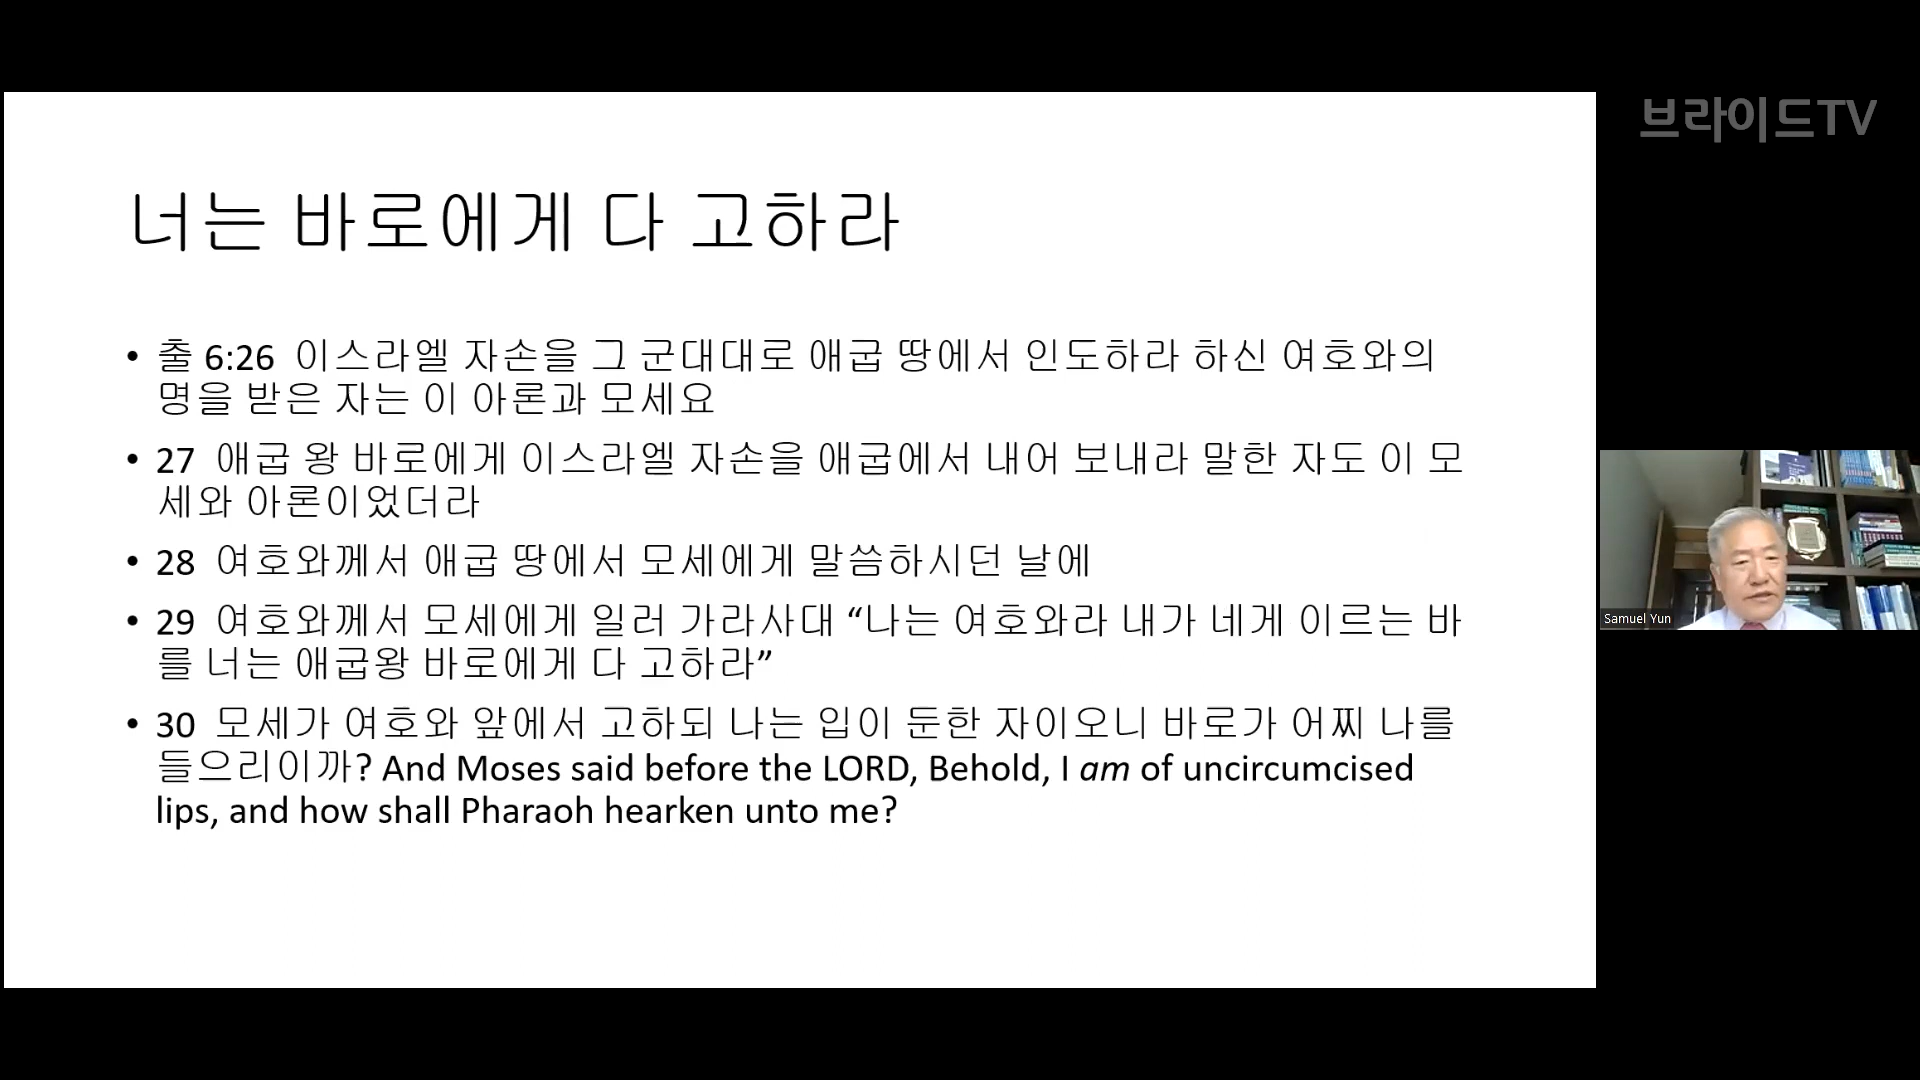 브라이드TV
너는 바로에게 다 고하라
• 출 6:26 이스라엘 자손을 그 군대대로 애굽 땅에서 인도하라 하신 여호와의
명을 받은 자는 이 아론과 모세요
• 27 애굽 왕 바로에게 이스라엘 자손을 애굽에서 내어 보내라 말한 자도 이 모
세와 아론이었더라
• 28 여호와께서 애굽 땅에서 모세에게 말씀하시던 날에
• 29 여호와께서 모세에게 일러 가라사대 “나는 여호와라 내가 네게 이르는 바
를 너는 애굽왕 바로에게 다 고하라”
• 30 모세가 여호와 앞에서 고하되 나는 입이 둔한 자이오니 바로가 어찌 나를
들으리이까? And Moses said before the LORD, Behold, I am of uncircumcised
lips, and how shall Pharaoh hearken unto me?
Samuel Yun